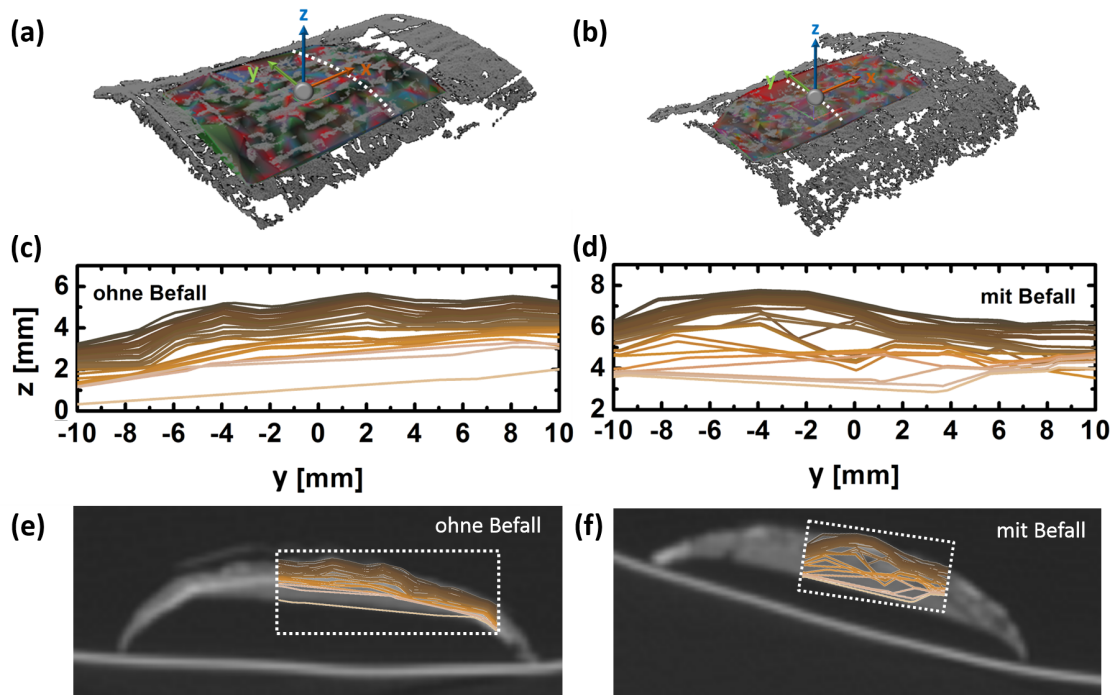 (a)
z
y
x
(b)
z
y
x
(c)
ohne Befall
6
4
2
0
z [mm]
-10 -8 -6 -4 -2 0 2 4 6 8 10
y [mm]
(d)
mit Befall
8
6
4
2
-10 -8 -6 -4 -2 0 2 4 6 8 10
y [mm]
(e)
ohne Befall
(f)
mit Befall